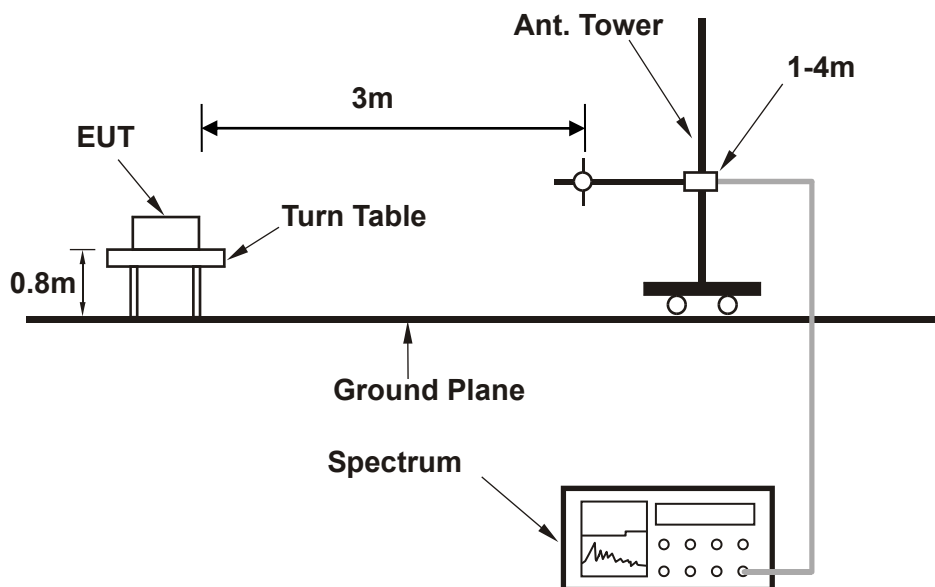 Ant. Tower
1-4m
3m
EUT
Turn Table
0.8m
Ground Plane
Spectrum